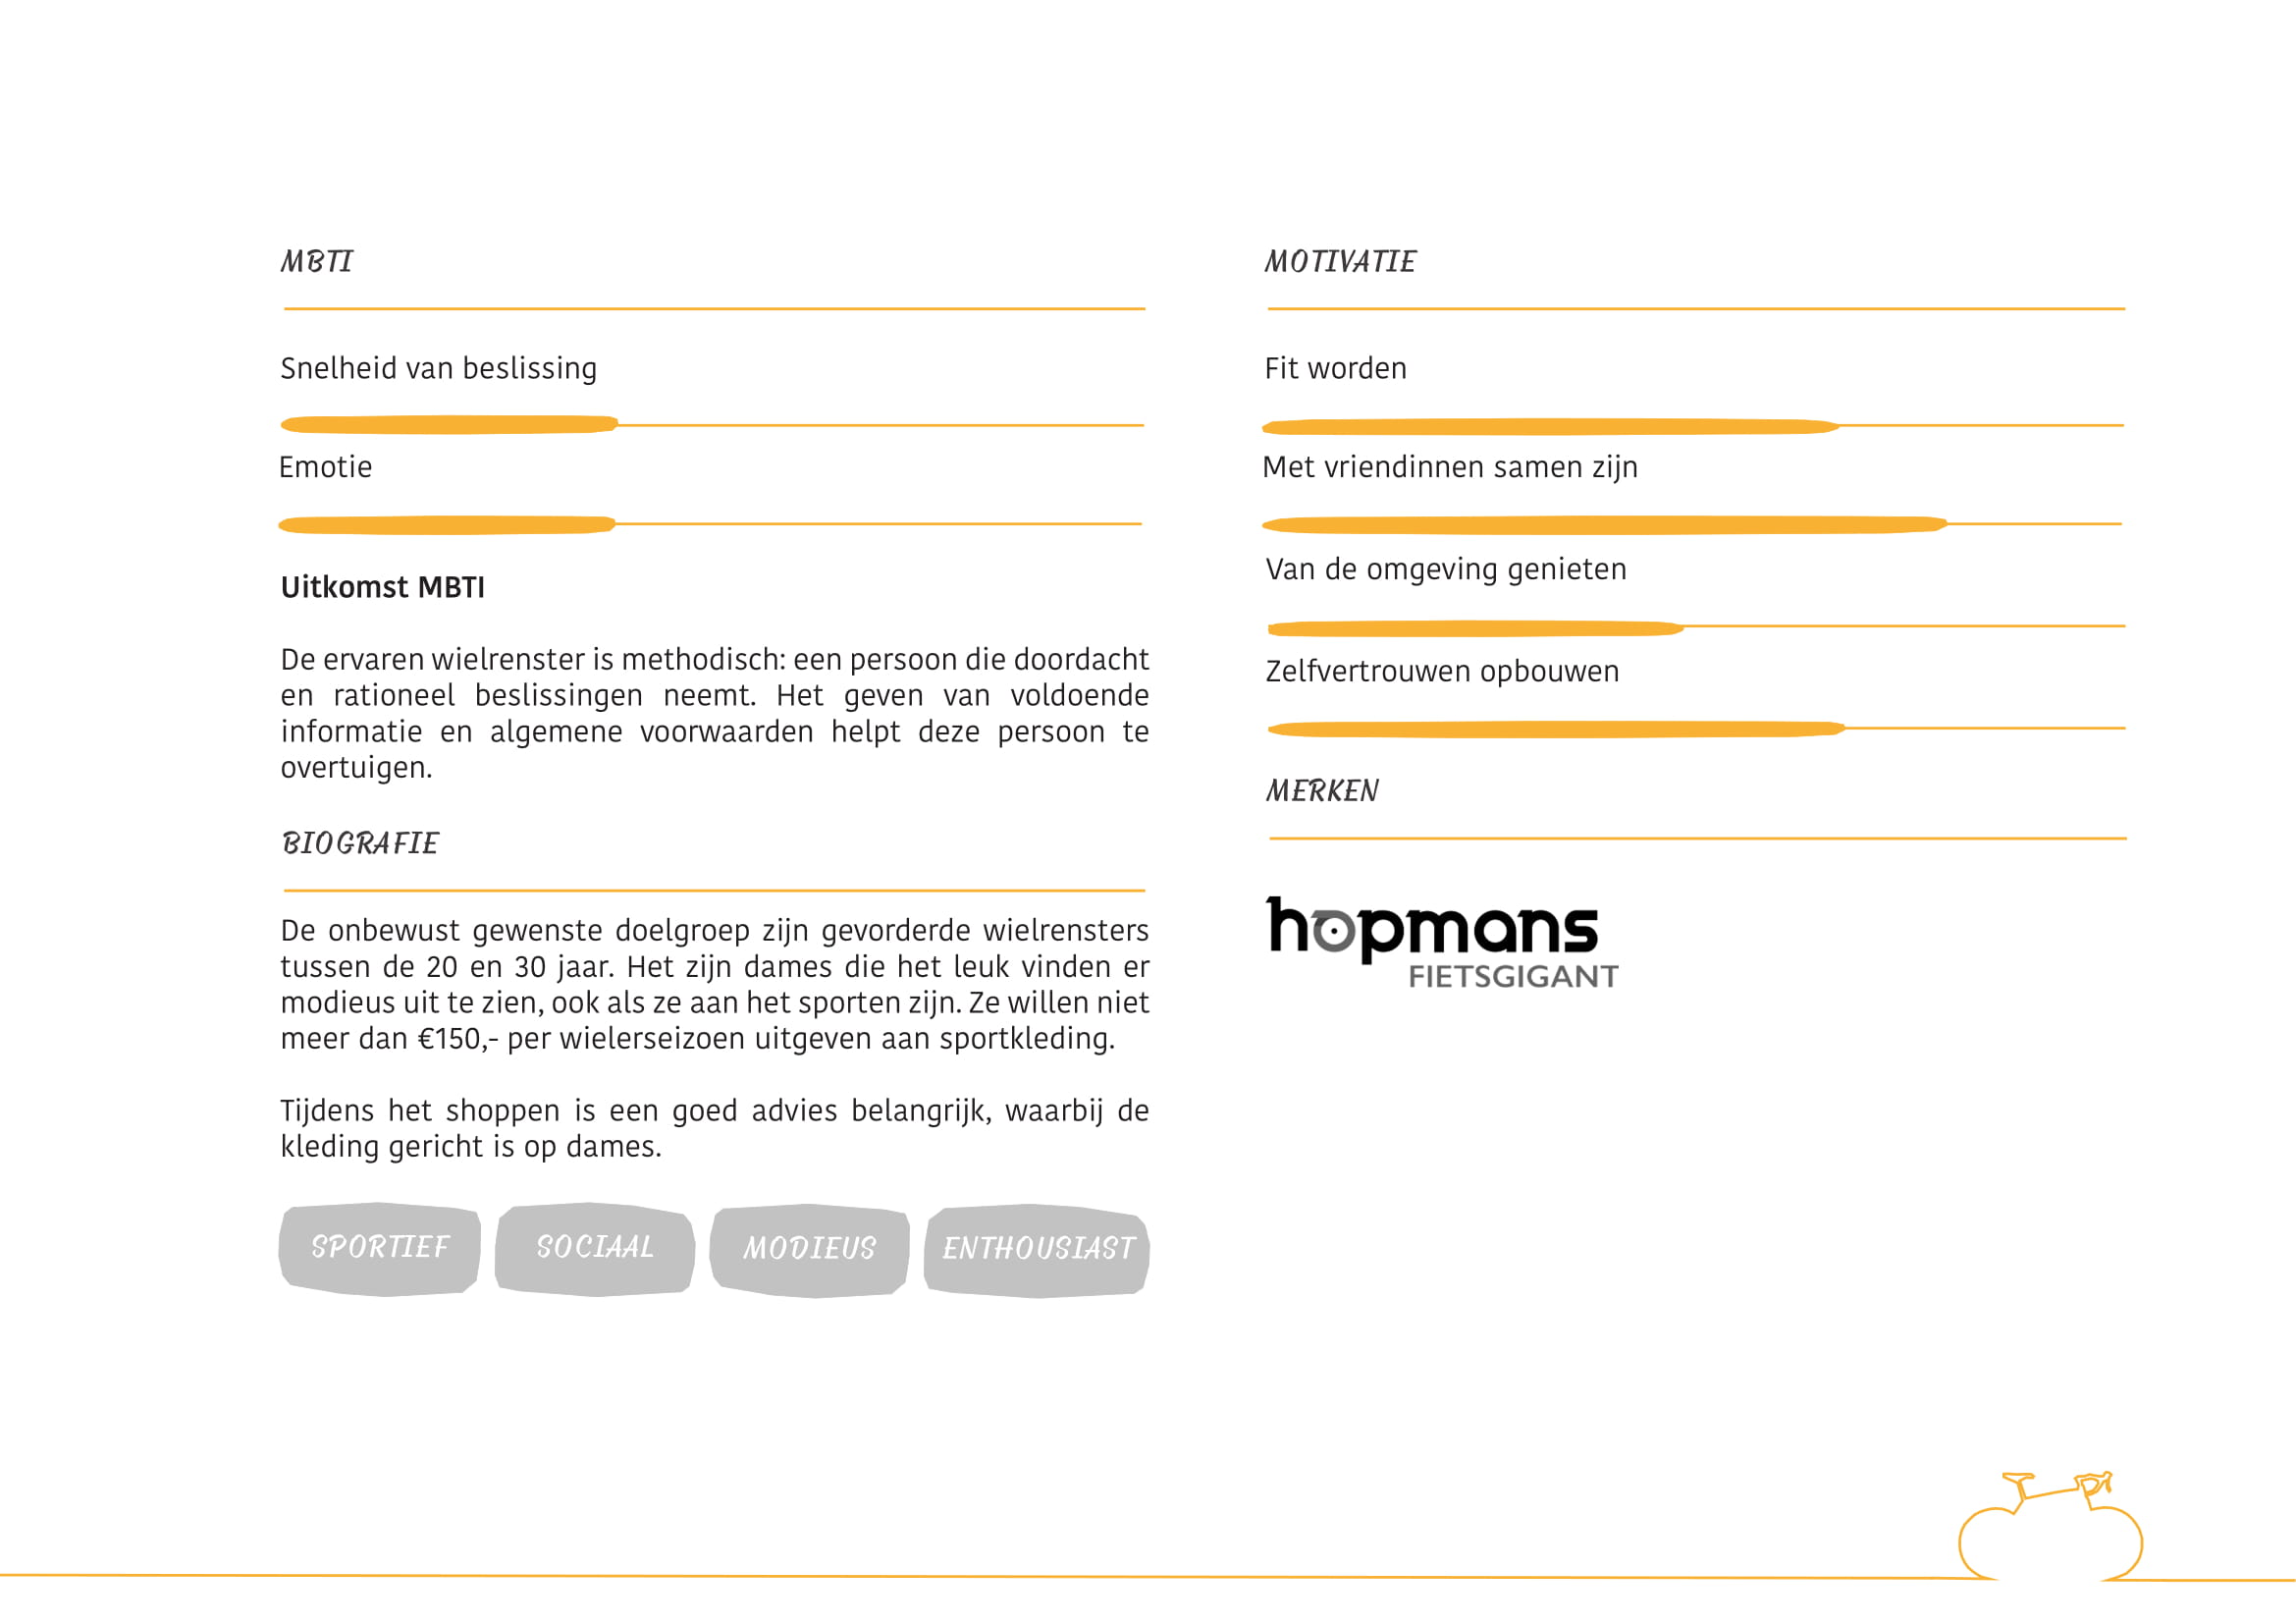 MBTI
Snelheid van beslissing
Emotie
Uitkomst MBTI
De ervaren wielrenster is methodisch: een persoon die doordacht
en rationeel beslissingen neemt. Het geven van voldoende
informatie en algemene voorwaarden helpt deze persoon te
overtuigen.
BIOGRAFIE
De onbewust gewenste doelgroep zijn gevorderde wielrensters
tussen de 20 en 30 jaar. Het zijn dames die het leuk vinden er
modieus uit te zien, ook als ze aan het sporten zijn. Ze willen niet
meer dan €150,- per wielerseizoen uitgeven aan sportkleding.
Tijdens het shoppen is een goed advies belangrijk, waarbij de
kleding gericht is op dames.
SPORTIEF SOCIAAL MODIEUS ENTHOUSIAST
MOTIVATIE
Fit worden
Met vriendinnen samen zijn
Van de omgeving genieten
Zelfvertrouwen opbouwen
MERKEN
hopmans
FIETSGIGANT